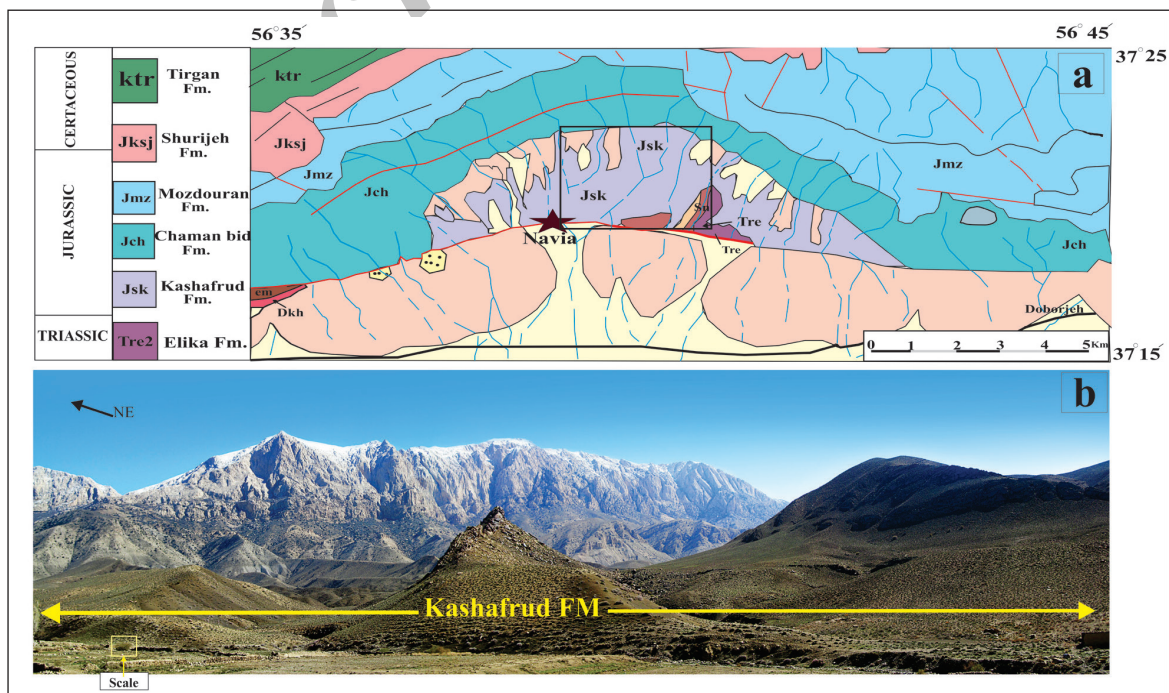 56° 35'
56° 45'
37° 25
a
CERTACEOUS
JURASSIC
TRIASSIC
ktr Tirgan
Fm.
Jksj Shurijeh
Fm.
Jmz Mozdouran
Fm.
Jch Chaman bid
Fm.
Jsk Kashafrud
Fm.
Tre2 Elika Fm.
ktr
Jksj
Jmz
Jch
Jsk
Jsk
Jmz
Sn
Tre
Tre
Navia
Jch
cm
Dkh
Doborjeh
0 1 2 3 4 5Km
37° 15
b
NE
Kashafrud FM
Scale